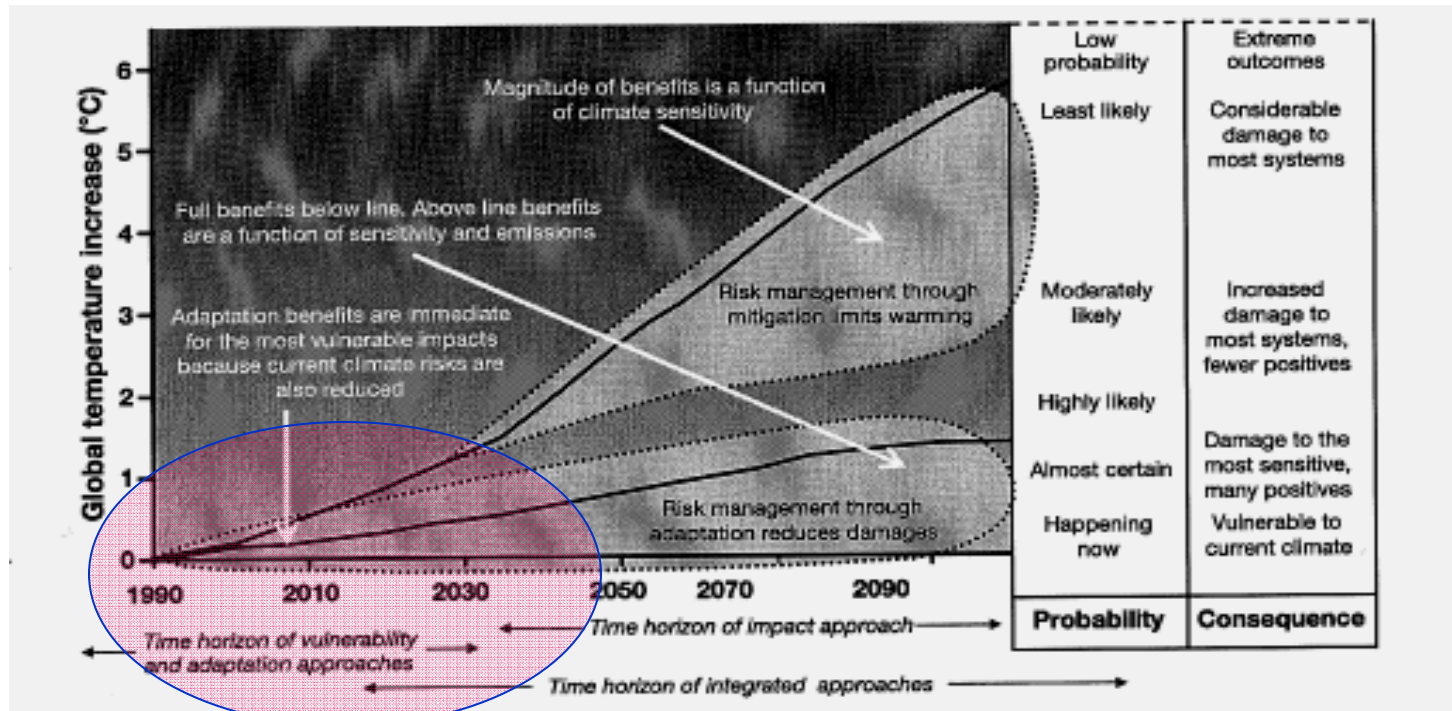 Global temperature increase (°C)
6
5
4
3
2
1
0
1990
2010
2030
2050
2070
2090
Magnitude of benefits is a function
of climate sensitivity
Full benefits below line. Above line benefits
are a function of sensitivity and emissions
Adaptation benefits are immediate
for the most vulnerable impacts
because current climate risks are
also reduced
Risk management through
mitigation limits warming
Risk management through
adaptation reduces damages
Time horizon of vulnerability
and adaptation approaches
Time horizon of impact approach
Time horizon of integrated approaches
Low
probability
Least likely
Moderately
likely
Highly likely
Almost certain
Happening
now
Probability
Extreme
outcomes
Considerable
damage to
most systems
Increased
damage to
most systems,
fewer positives
Damage to the
most sensitive,
many positives
Vulnerable to
current climate
Consequence